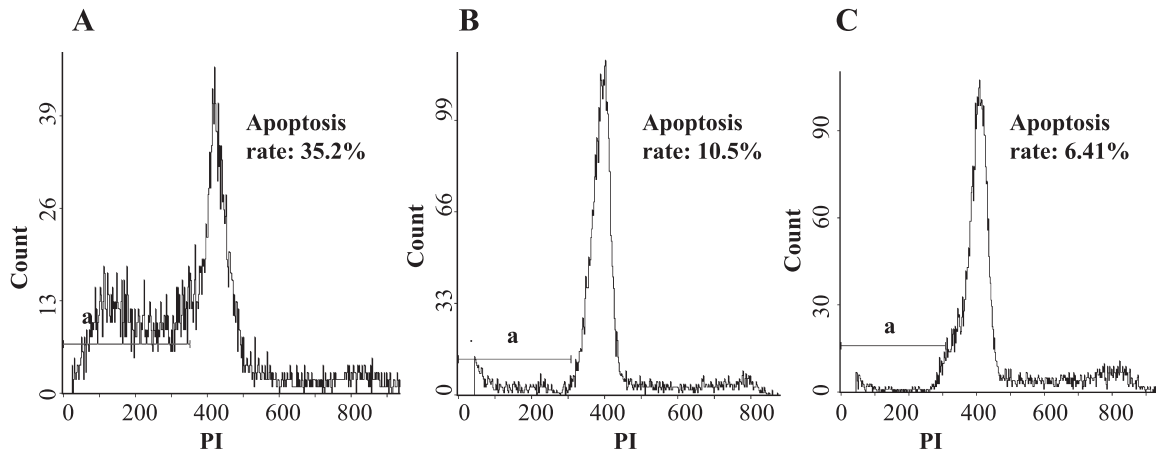 A
Count
39
26
13
0
Apoptosis
rate: 35.2%
a
0 200 400 600 800
PI
B
Count
99
66
33
0
Apoptosis
rate: 10.5%
a
0 200 400 600 800
PI
C
Count
90
60
30
0
Apoptosis
rate: 6.41%
a
0 200 400 600 800
PI